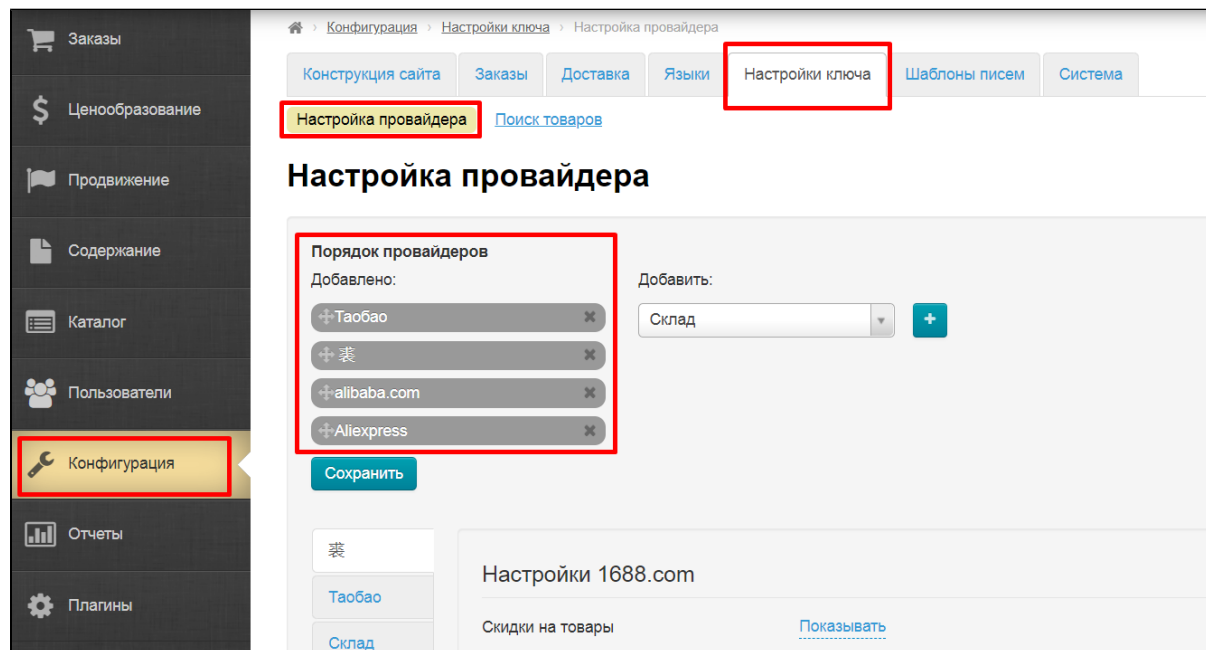 Заказы
Ценообразование
Продвижение
Содержание
Каталог
Пользователи
Конфигурация
Отчеты
Плагины
› Конфигурация › Настройки ключа › Настройка провайдера
Конструкция сайта Заказы Доставка Языки Настройки ключа Шаблоны писем Система
Настройка провайдера Поиск товаров
Настройка провайдера
Порядок провайдеров
Добавлено: Добавить:
Таобао Склад +
裘
alibaba.com
Aliexpress
Сохранить
裘
Таобао
Склад
Настройки 1688.com
Скидки на товары Показывать